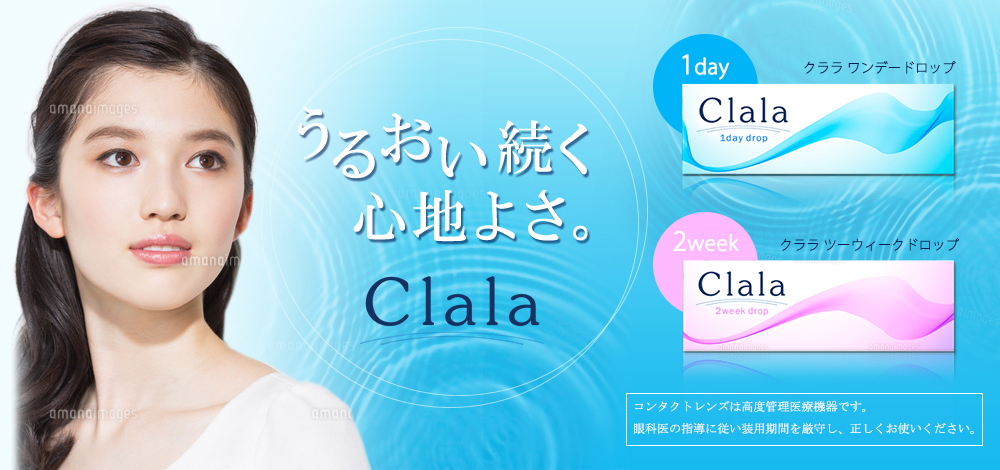 うるおい続く
心地よさ。
Clala
1day
クララ ワンデードロップ
Clala
1day drop
2week
クララ ツーウィークドロップ
Clala
2week drop
コンタクトレンズは高度管理医療機器です。
眼科医の指導に従い装用期間を厳守し、正しくお使いください。
amanaimages
amanaimages
amanaim
amanaimages